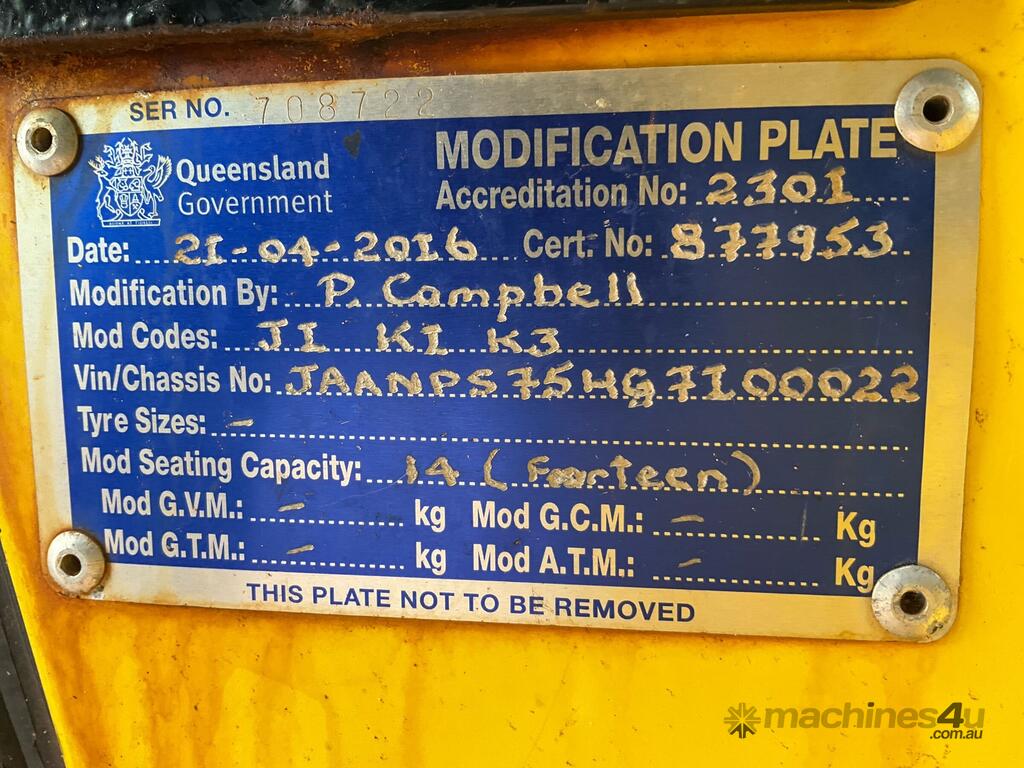 SER NO. 708722
Queensland Government
MODIFICATION PLATE
Accreditation No: 2301
Date: 21-04-2016 Cert. No: 877953
Modification By: P. Campbell
Mod Codes: J1 K1 K3
Vin/Chassis No: JAANPS75HG7100022
Tyre Sizes: -
Mod Seating Capacity: 14 (Fourteen)
Mod G.V.M.: - kg Mod G.C.M.: - Kg
Mod G.T.M.: - kg Mod A.T.M.: - Kg
THIS PLATE NOT TO BE REMOVED
machines4u
.com.au